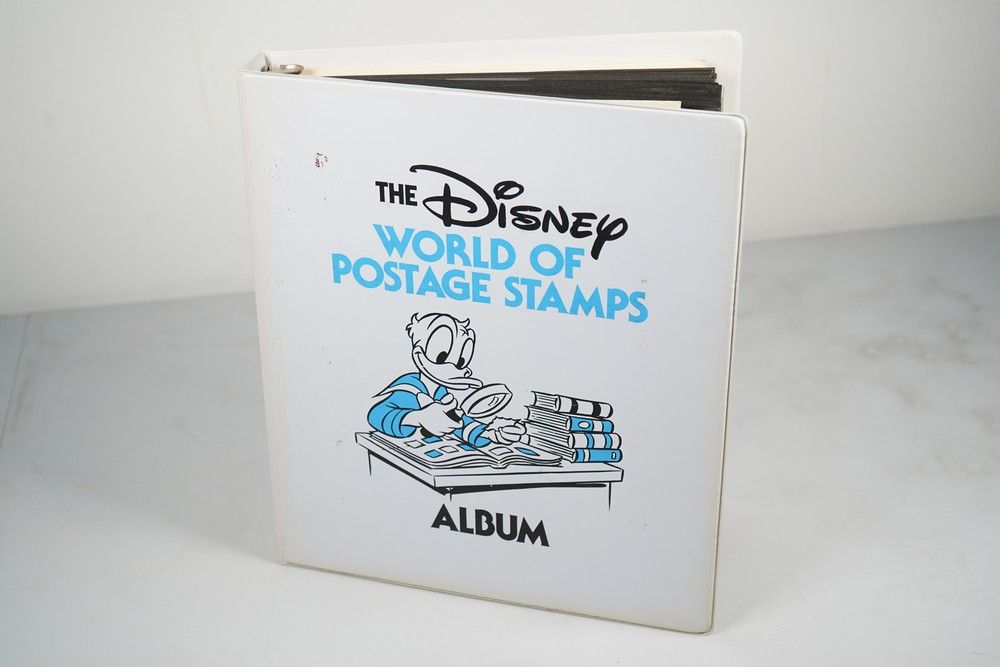 THE Disney
WORLD OF
POSTAGE STAMPS
ALBUM